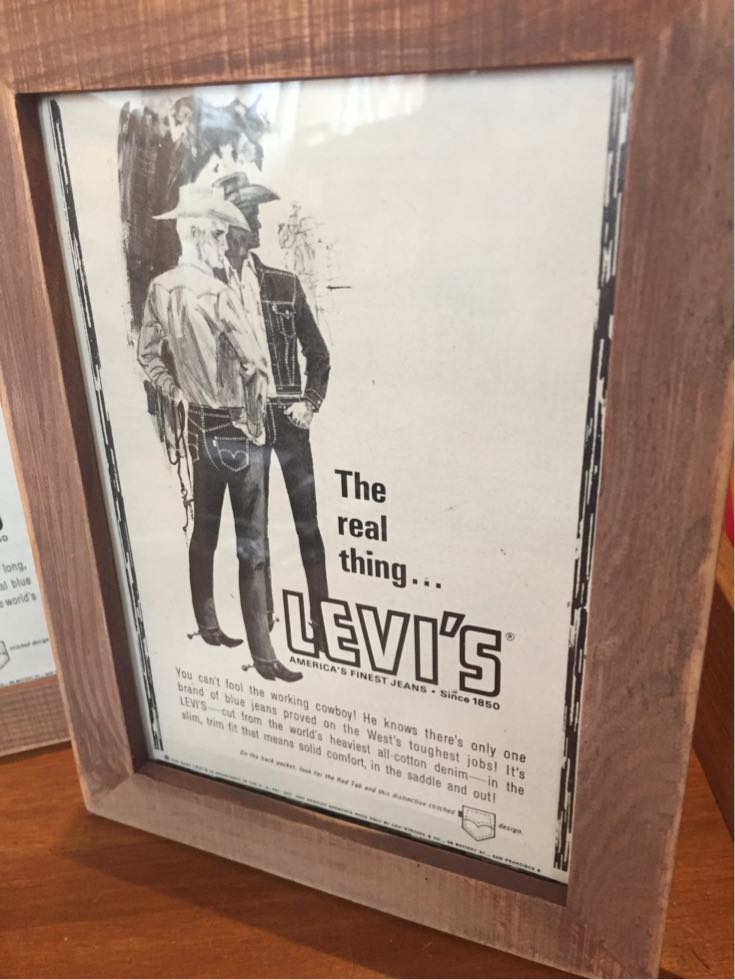 The
real
thing...
LEVI'S®
AMERICA'S FINEST JEANS • Since 1850
You can't fool the working cowboy! He knows there's only one
brand of blue jeans proved on the West's toughest jobs! It's
LEVI'S—cut from the world's heaviest all-cotton denim—in the
slim, trim fit that means solid comfort, in the saddle and out!
On the back pocket, look for the Red Tab and this distinctive stitched design.
long,
al blue
world's
stitched design